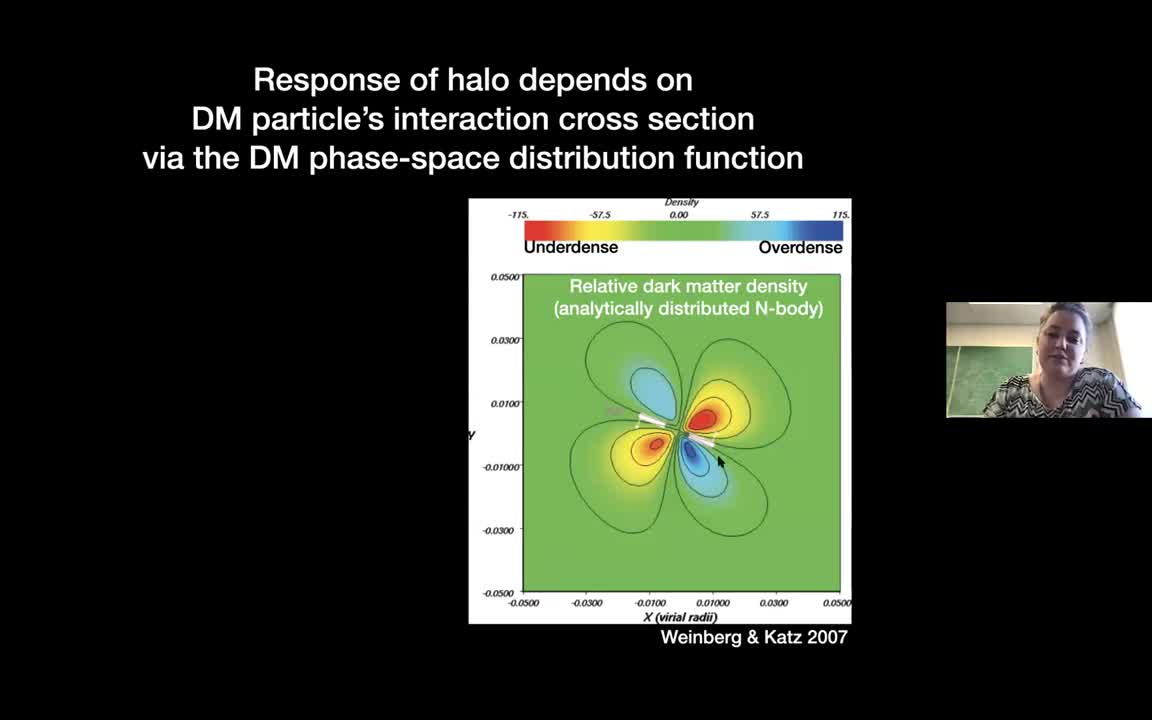 Response of halo depends on
DM particle's interaction cross section
via the DM phase-space distribution function
Density
-115. -57.5 0.00 57.5 115.
Underdense Overdense
Relative dark matter density
(analytically distributed N-body)
0.0500
0.0300
0.0100
Y
-0.01000
-0.0300
-0.0500
-0.0500 -0.0300 -0.0100 0.01000 0.0300 0.0500
X (virial radii)
Weinberg & Katz 2007